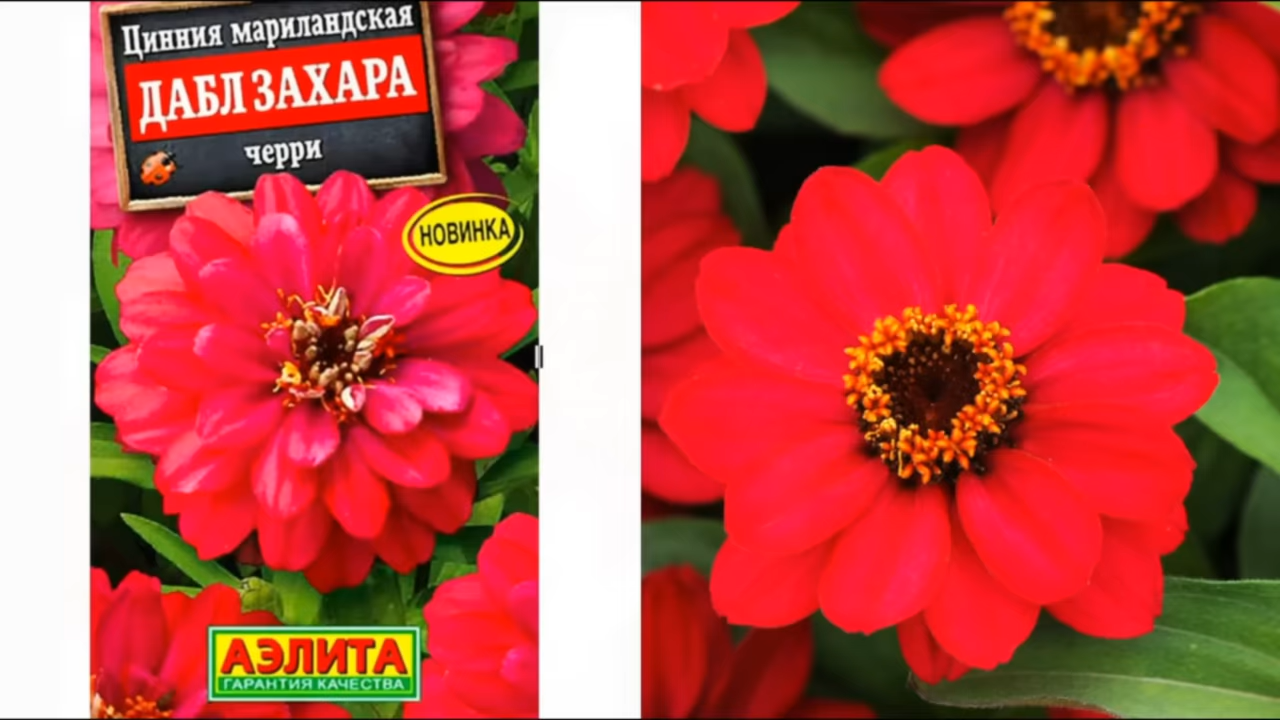 Цинния мариландская
ДАБЛ ЗАХАРА
черри
НОВИНКА
АЭЛИТА
ГАРАНТИЯ КАЧЕСТВА